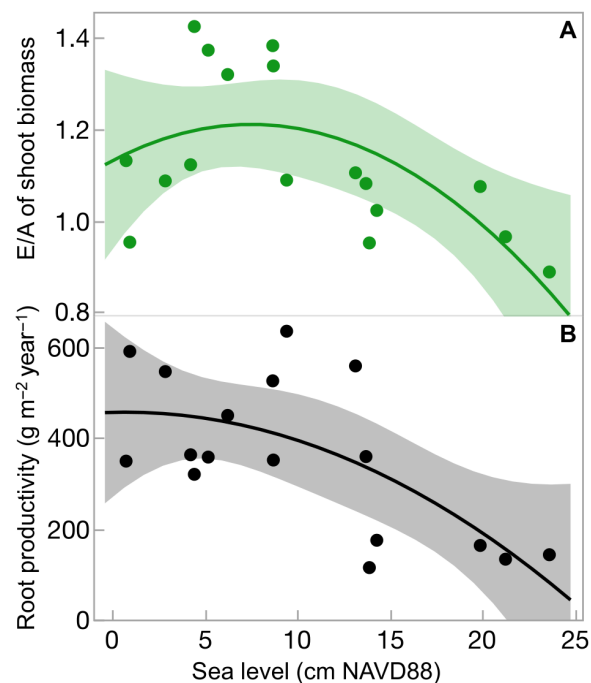 A
E/A of shoot biomass
1.4
1.2
1.0
0.8
B
Root productivity (g m⁻² year⁻¹)
600
400
200
0
0 5 10 15 20 25
Sea level (cm NAVD88)